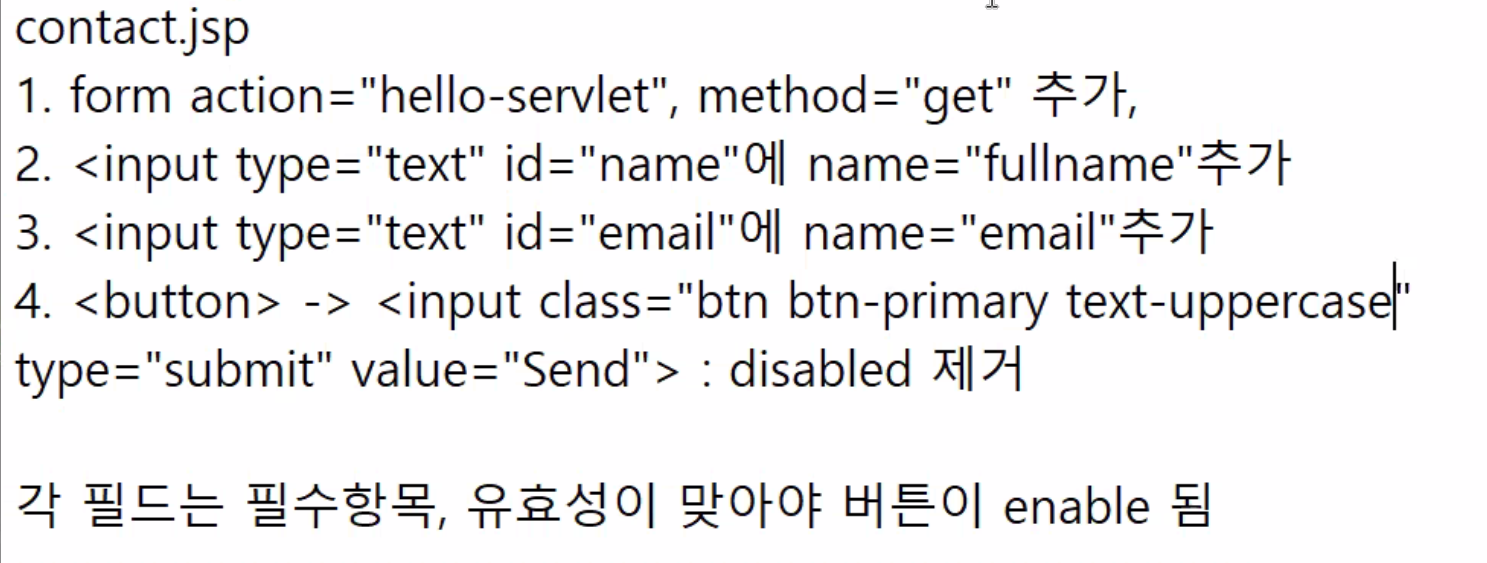 contact.jsp
1. form action="hello-servlet", method="get" 추가,
2. <input type="text" id="name"에 name="fullname"추가
3. <input type="text" id="email"에 name="email"추가
4. <button> -> <input class="btn btn-primary text-uppercase"
type="submit" value="Send"> : disabled 제거
각 필드는 필수항목, 유효성이 맞아야 버튼이 enable 됨